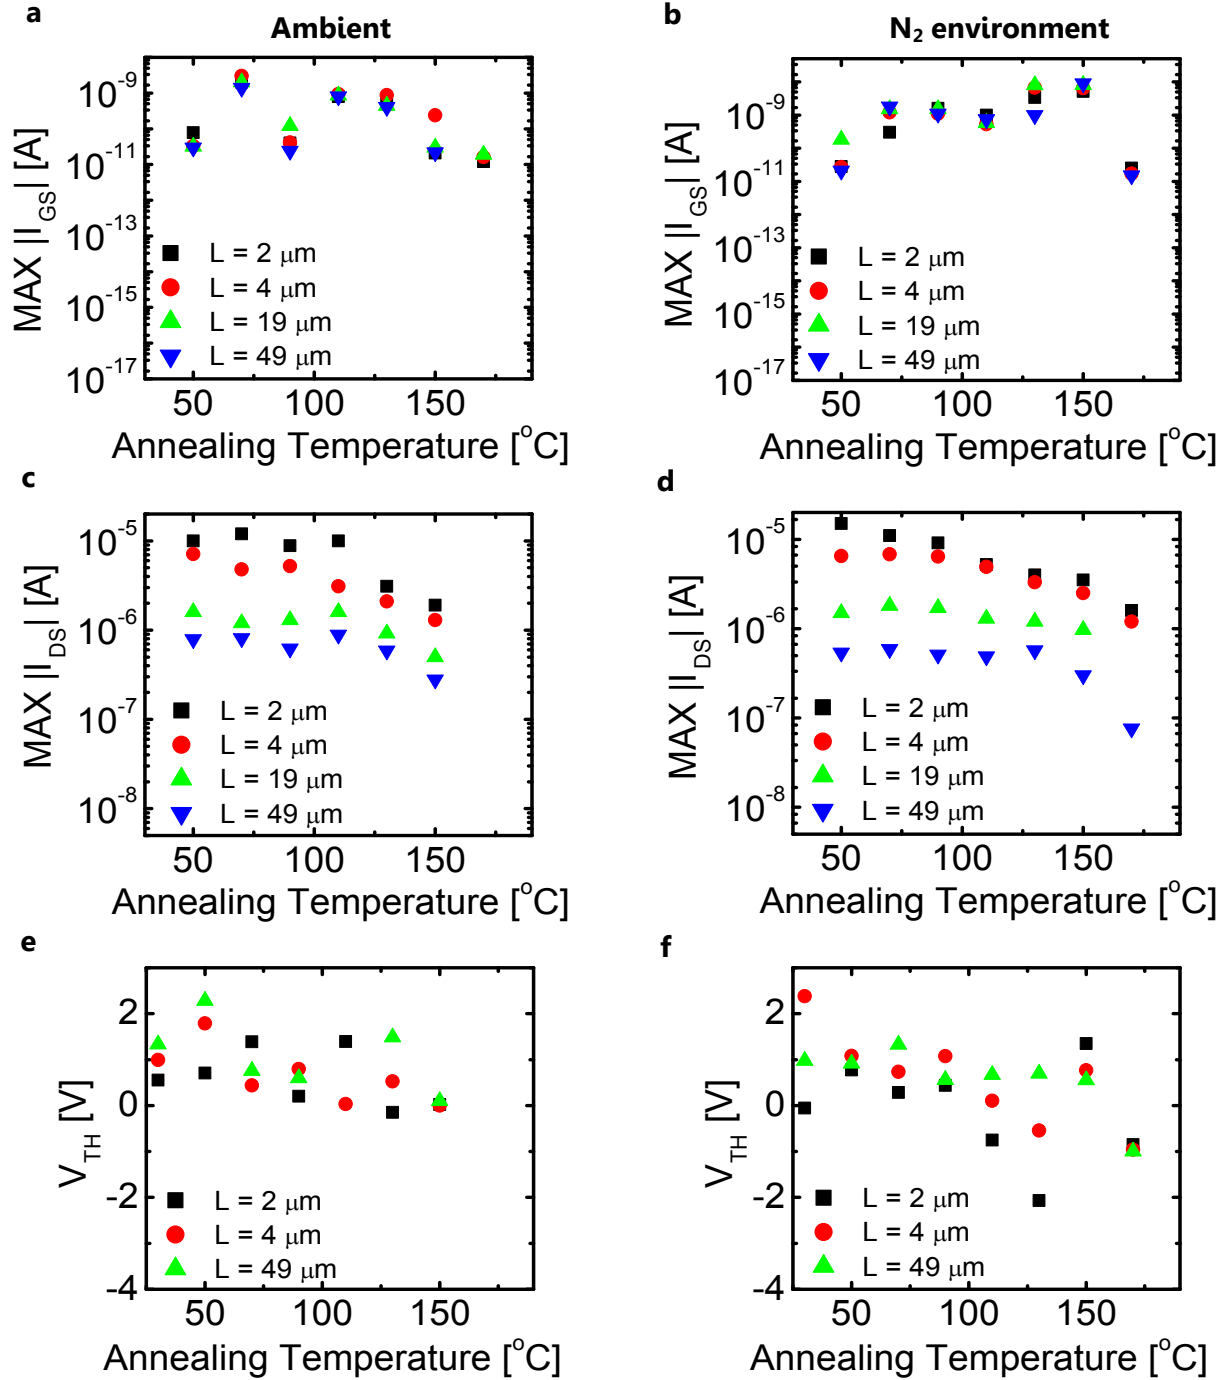 a
Ambient
MAX |I_GS| [A]
10^-9
10^-11
10^-13
10^-15
10^-17
L = 2 μm
L = 4 μm
L = 19 μm
L = 49 μm
50 100 150
Annealing Temperature [°C]
b
N₂ environment
MAX |I_GS| [A]
10^-9
10^-11
10^-13
10^-15
10^-17
L = 2 μm
L = 4 μm
L = 19 μm
L = 49 μm
50 100 150
Annealing Temperature [°C]
c
MAX |I_DS| [A]
10^-5
10^-6
10^-7
10^-8
L = 2 μm
L = 4 μm
L = 19 μm
L = 49 μm
50 100 150
Annealing Temperature [°C]
d
MAX |I_DS| [A]
10^-5
10^-6
10^-7
10^-8
L = 2 μm
L = 4 μm
L = 19 μm
L = 49 μm
50 100 150
Annealing Temperature [°C]
e
V_TH [V]
2
0
-2
-4
L = 2 μm
L = 4 μm
L = 49 μm
50 100 150
Annealing Temperature [°C]
f
V_TH [V]
2
0
-2
-4
L = 2 μm
L = 4 μm
L = 49 μm
50 100 150
Annealing Temperature [°C]